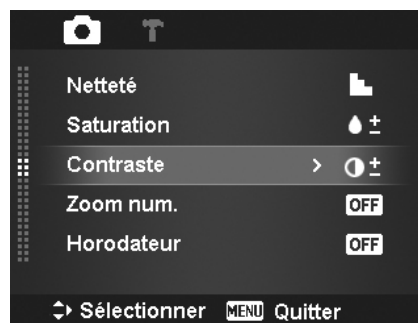 Netteté
Saturation
Contraste >
Zoom num. OFF
Horodateur OFF
Sélectionner MENU Quitter